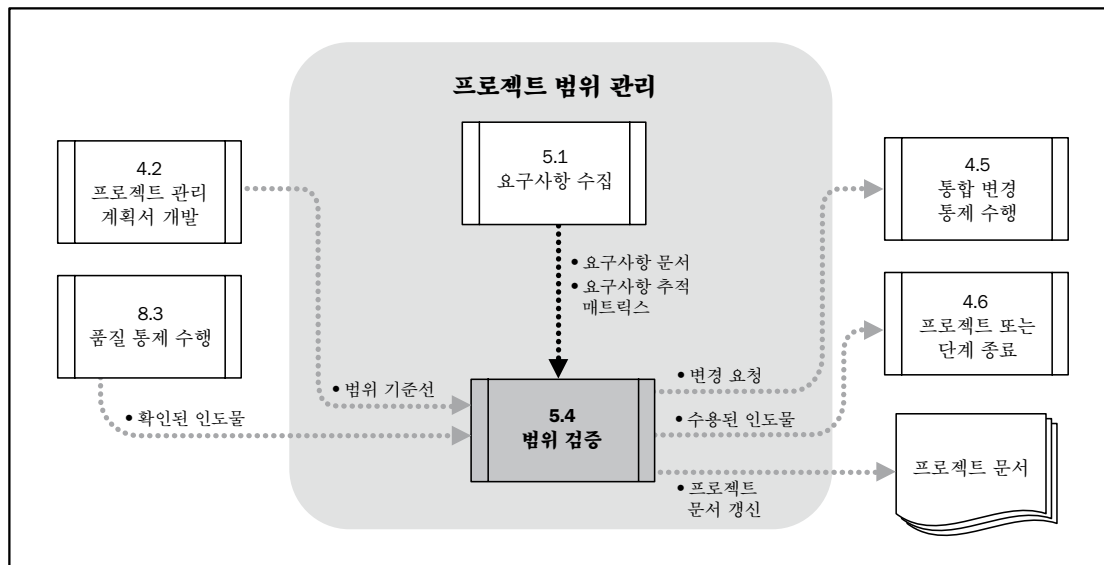 프로젝트 범위 관리
4.2
프로젝트 관리
계획서 개발
5.1
요구사항 수집
4.5
통합 변경
통제 수행
• 요구사항 문서
• 요구사항 추적
매트릭스
8.3
품질 통제 수행
4.6
프로젝트 또는
단계 종료
• 범위 기준선
• 변경 요청
• 확인된 인도물
5.4
범위 검증
• 수용된 인도물
프로젝트 문서
• 프로젝트
문서 갱신